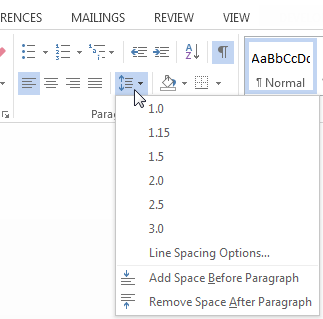 RENCES MAILINGS REVIEW VIEW
AaBbCcDc
¶ Normal
Parag
1.0
1.15
1.5
2.0
2.5
3.0
Line Spacing Options...
Add Space Before Paragraph
Remove Space After Paragraph